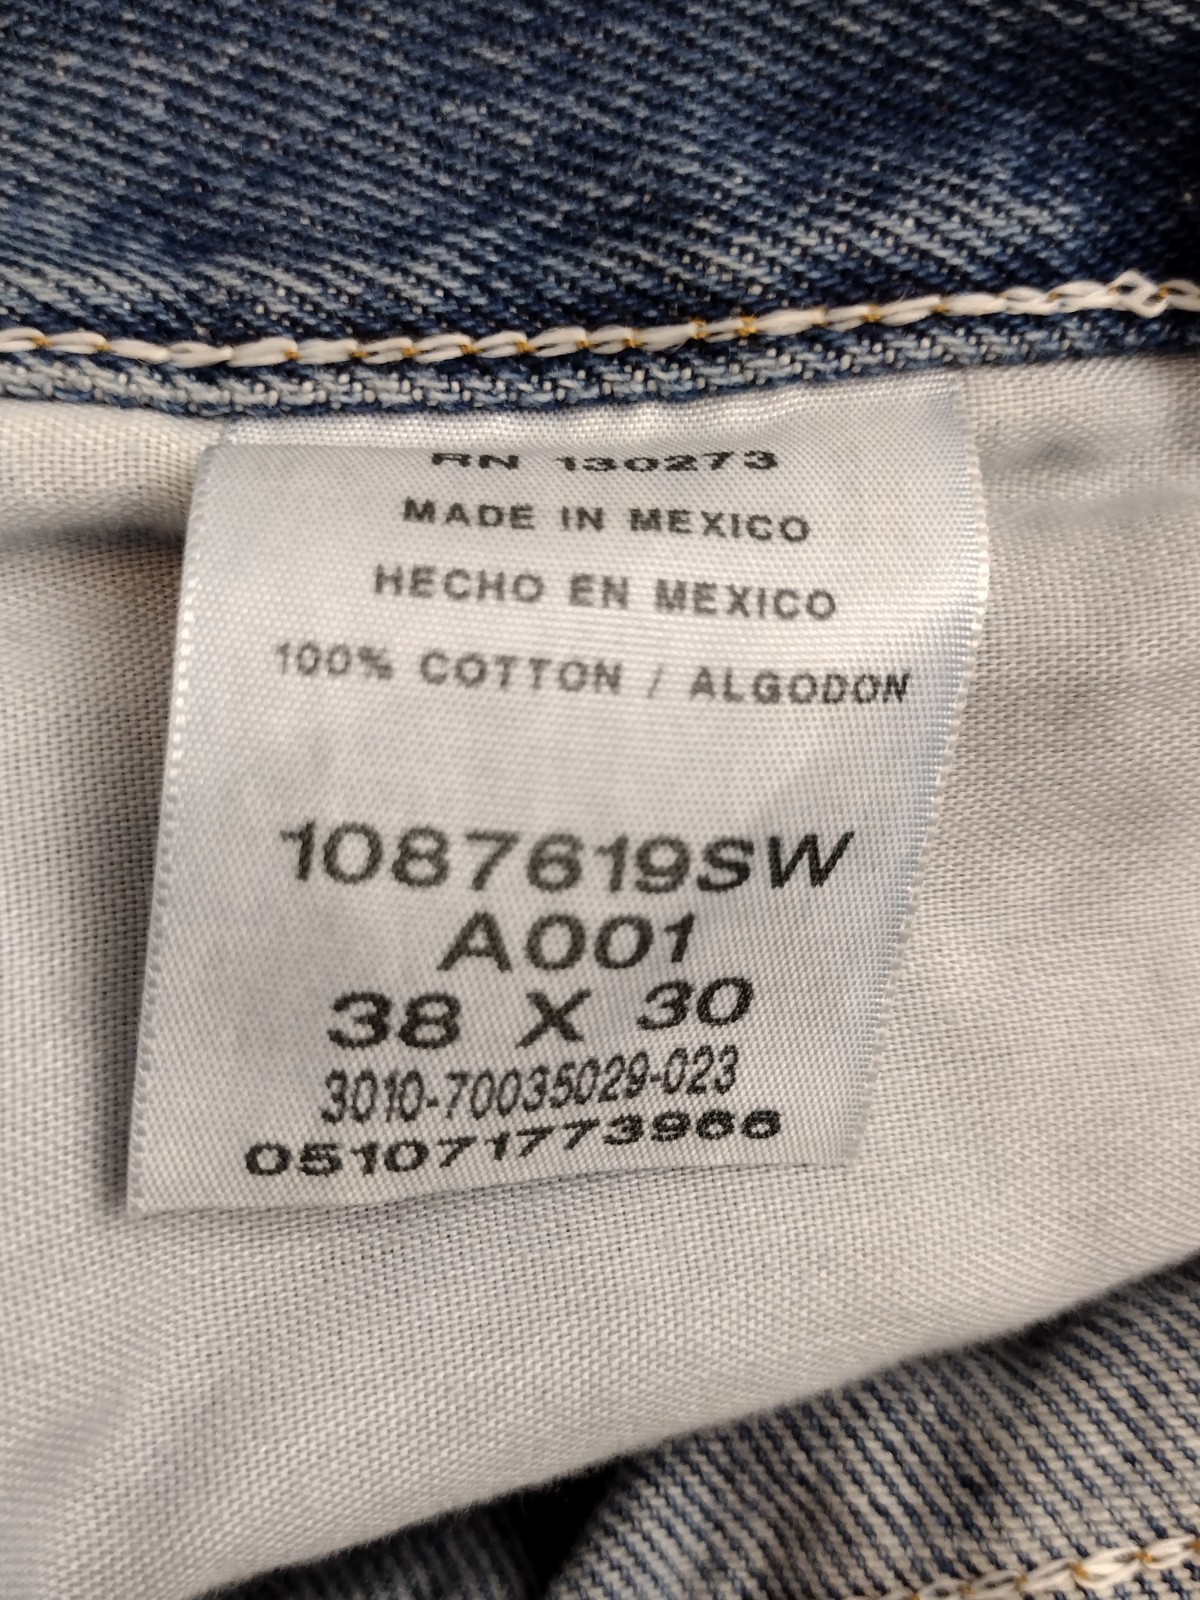 RN 130273
MADE IN MEXICO
HECHO EN MEXICO
100% COTTON / ALGODON
1087619SW
A001
38 X 30
3010-70035029-023
051071773966